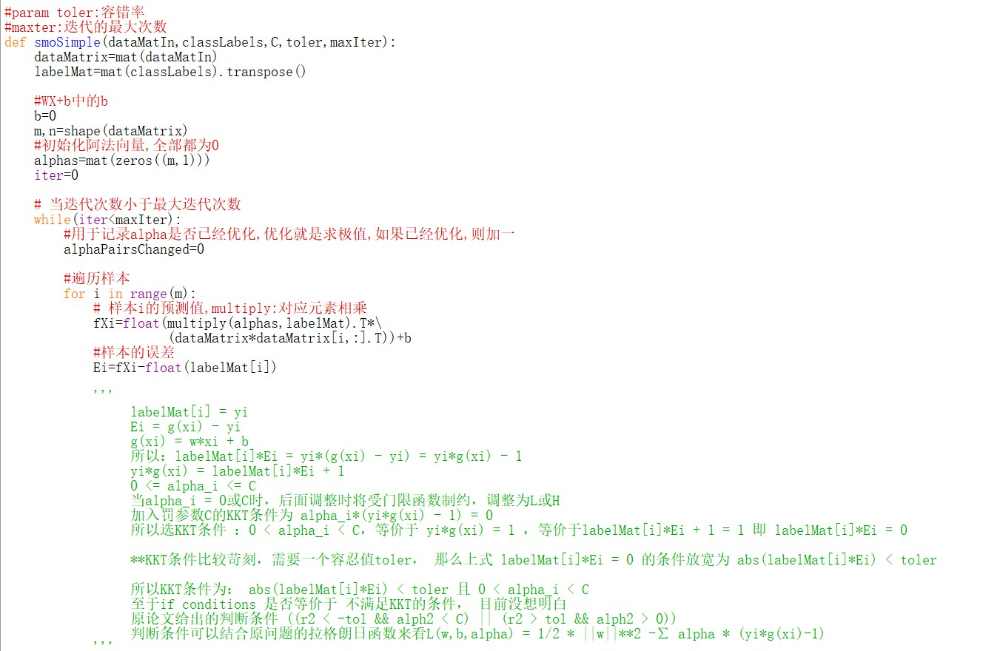 #param toler:容错率
#maxter:迭代的最大次数
def smoSimple(dataMatIn,classLabels,C,toler,maxIter):
    dataMatrix=mat(dataMatIn)
    labelMat=mat(classLabels).transpose()
    #WX+b中的b
    b=0
    m,n=shape(dataMatrix)
    #初始化阿法向量,全部都为0
    alphas=mat(zeros((m,1)))
    iter=0
    # 当迭代次数小于最大迭代次数
    while(iter<maxIter):
        #用于记录alpha是否已经优化,优化就是求极值,如果已经优化,则加一
        alphaPairsChanged=0
        #遍历样本
        for i in range(m):
            # 样本i的预测值,multiply:对应元素相乘
            fXi=float(multiply(alphas,labelMat).T*\
                      (dataMatrix*dataMatrix[i,:].T))+b
            #样本的误差
            Ei=fXi-float(labelMat[i])
            '''
                 labelMat[i] = yi
                 Ei = g(xi) - yi
                 g(xi) = w*xi + b
                 所以: labelMat[i]*Ei = yi*(g(xi) - yi) = yi*g(xi) - 1
                 yi*g(xi) = labelMat[i]*Ei + 1
                 0 <= alpha_i <= C
                 当alpha_i = 0或C时，后面调整时将受门限函数制约，调整为L或H
                 加入罚参数C的KKT条件为 alpha_i*(yi*g(xi) - 1) = 0
                 所以选KKT条件 ：0 < alpha_i < C，等价于 yi*g(xi) = 1 ，等价于labelMat[i]*Ei + 1 = 1 即 labelMat[i]*Ei = 0
                 **KKT条件比较苛刻，需要一个容忍值toler， 那么上式 labelMat[i]*Ei = 0 的条件放宽为 abs(labelMat[i]*Ei) < toler
                 所以KKT条件为： abs(labelMat[i]*Ei) < toler 且 0 < alpha_i < C
                 至于if conditions 是否等价于 不满足KKT的条件， 目前没想明白
                 原论文给出的判断条件 ((r2 < -tol && alph2 < C) || (r2 > tol && alph2 > 0))
                 判断条件可以结合原问题的拉格朗日函数来看L(w,b,alpha) = 1/2 * ||w||**2 -∑ alpha * (yi*g(xi)-1)
            '''